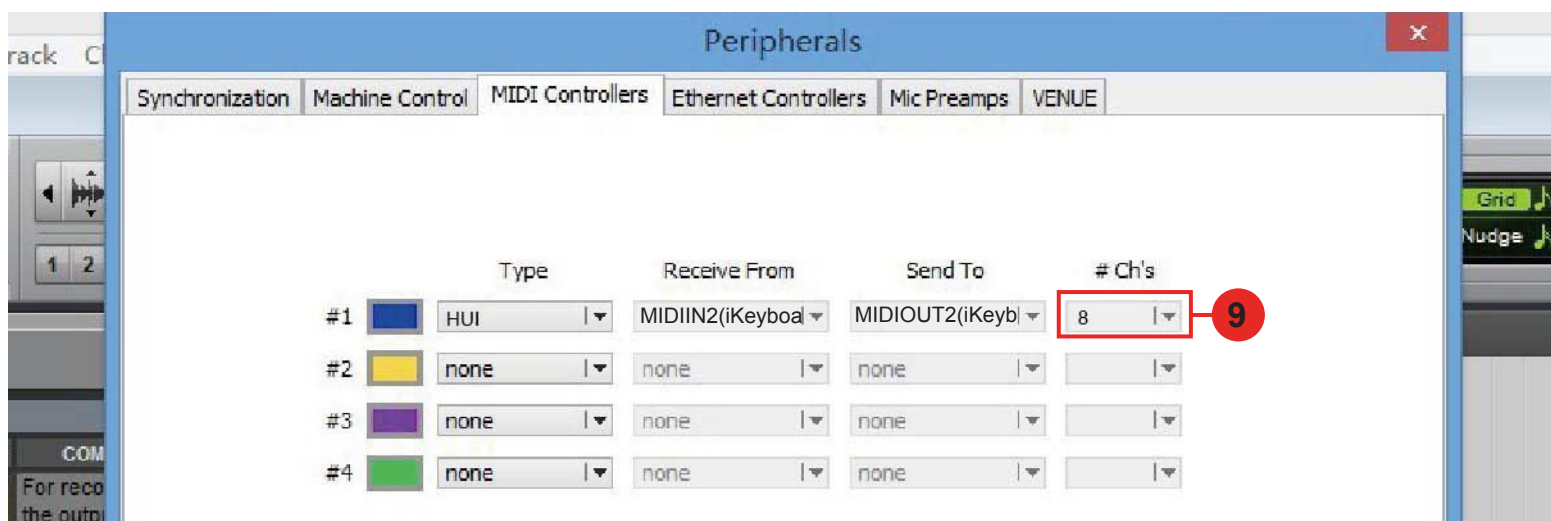 Peripherals
x
rack Cl
Synchronization Machine Control MIDI Controllers Ethernet Controllers Mic Preamps VENUE
Grid
Nudge
1 2
Type Receive From Send To # Ch's
#1 HUI MIDIIN2(iKeyboa MIDIOUT2(iKeyb 8 9
#2 none none none
#3 none none none
#4 none none none
COM
For reco
the outp